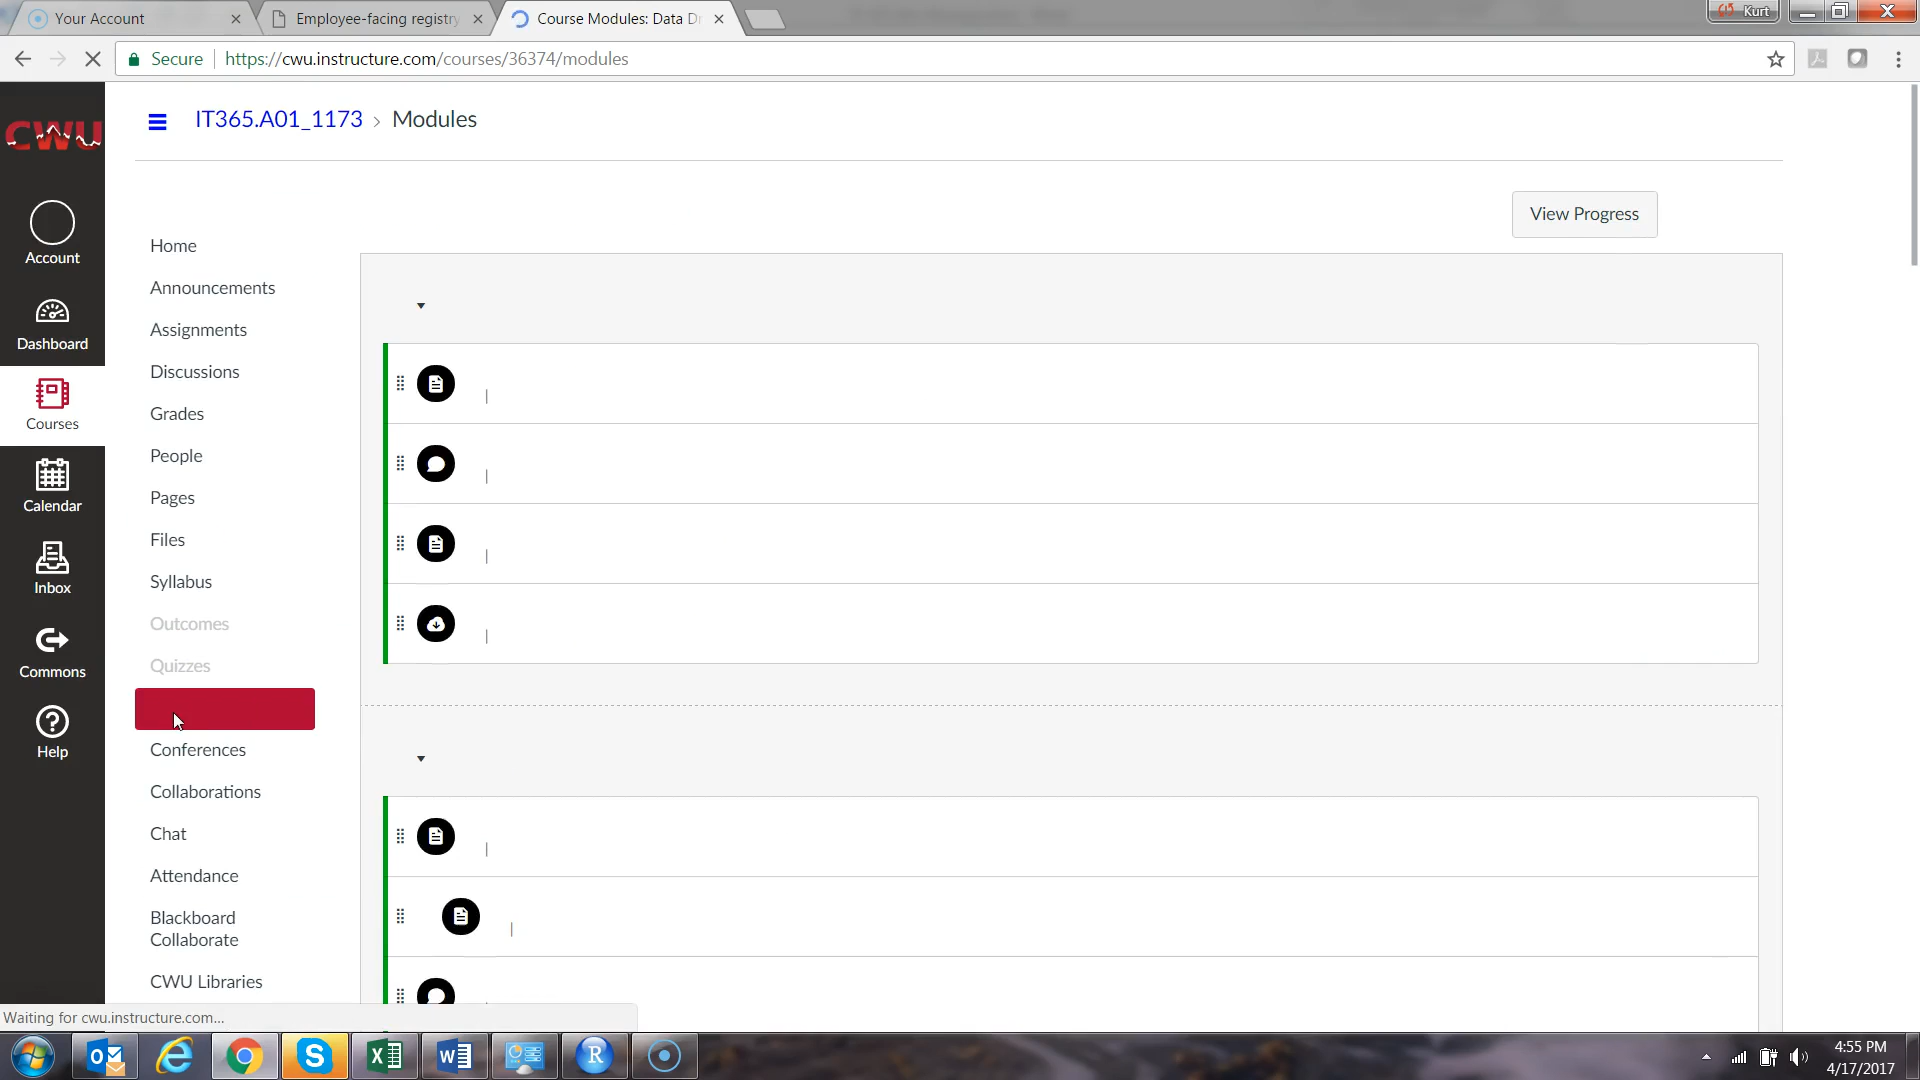 Your Account
Employee-facing registry
Course Modules: Data Dr
Kurt
Secure
https://cwu.instructure.com/courses/36374/modules
CWU
IT365.A01_1173 › Modules
View Progress
Account
Dashboard
Courses
Calendar
Inbox
Commons
Help
Home
Announcements
Assignments
Discussions
Grades
People
Pages
Files
Syllabus
Outcomes
Quizzes
Conferences
Collaborations
Chat
Attendance
Blackboard
Collaborate
CWU Libraries
Waiting for cwu.instructure.com...
4:55 PM
4/17/2017